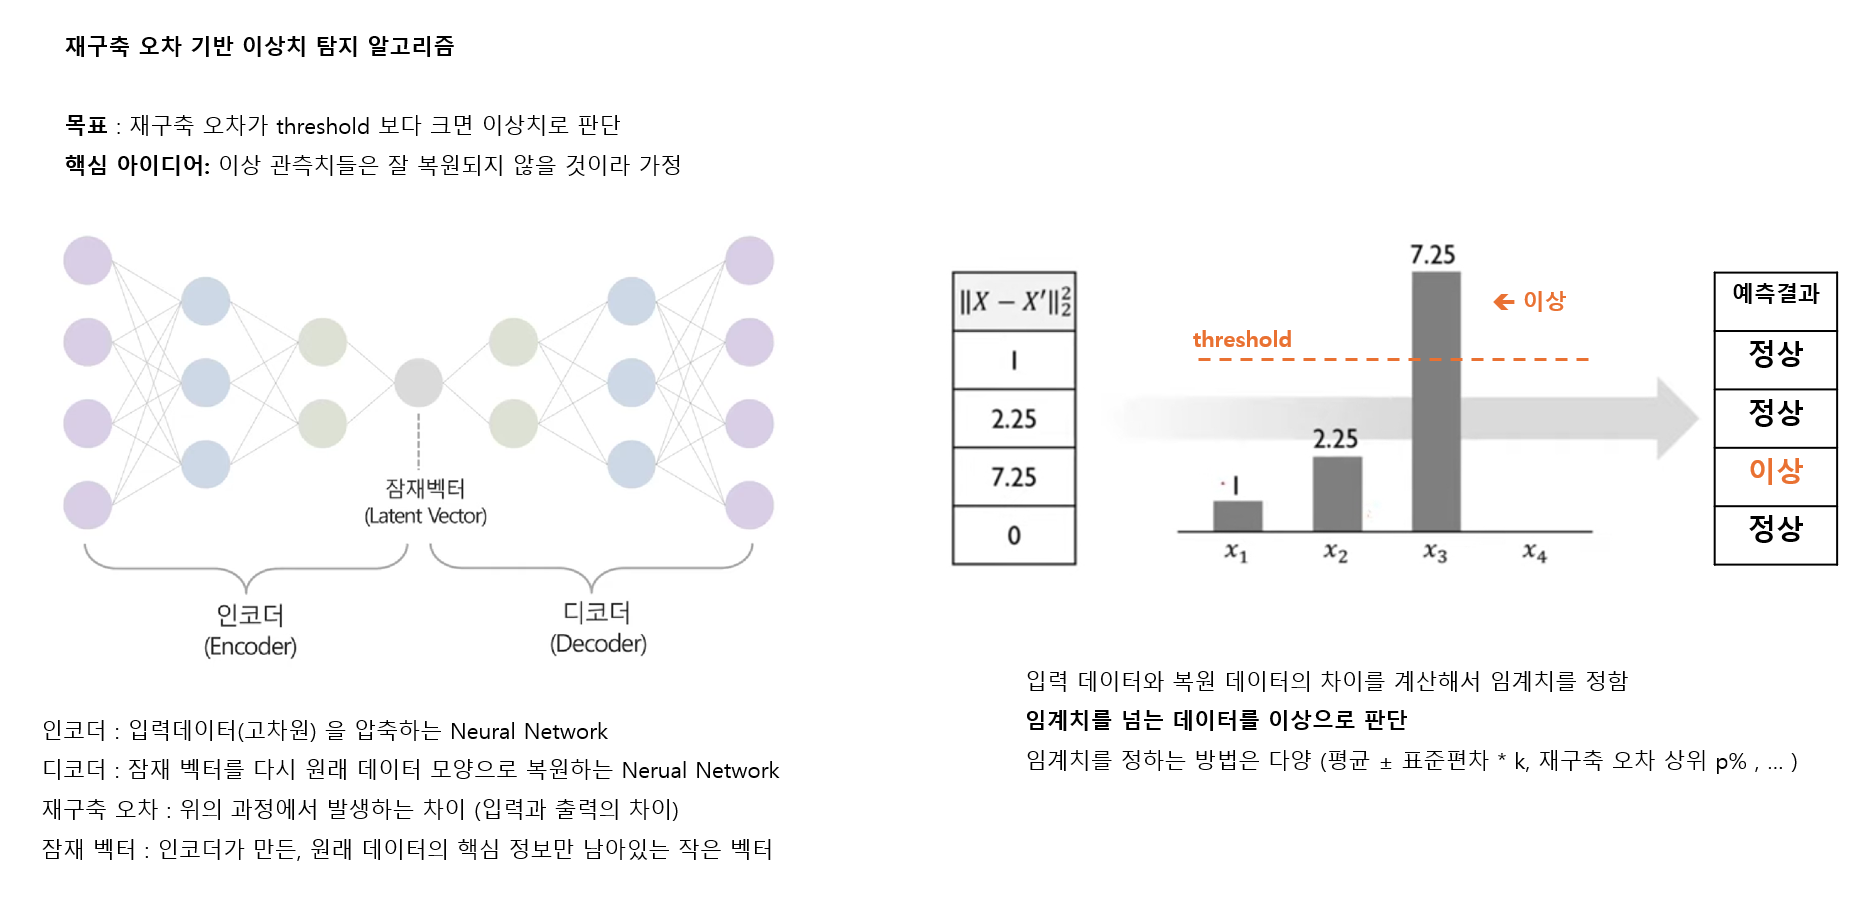 재구축 오차 기반 이상치 탐지 알고리즘
목표 : 재구축 오차가 threshold 보다 크면 이상치로 판단
핵심 아이디어: 이상 관측치들은 잘 복원되지 않을 것이라 가정
잠재벡터
(Latent Vector)
인코더
(Encoder)
디코더
(Decoder)
인코더 : 입력데이터(고차원) 을 압축하는 Neural Network
디코더 : 잠재 벡터를 다시 원래 데이터 모양으로 복원하는 Nerual Network
재구축 오차 : 위의 과정에서 발생하는 차이 (입력과 출력의 차이)
잠재 벡터 : 인코더가 만든, 원래 데이터의 핵심 정보만 남아있는 작은 벡터
‖X − X′‖₂²
1
2.25
7.25
0
7.25
🡸 이상
threshold
2.25
1
x₁ x₂ x₃ x₄
예측결과
정상
정상
이상
정상
입력 데이터와 복원 데이터의 차이를 계산해서 임계치를 정함
임계치를 넘는 데이터를 이상으로 판단
임계치를 정하는 방법은 다양 (평균 ± 표준편차 * k, 재구축 오차 상위 p% , … )